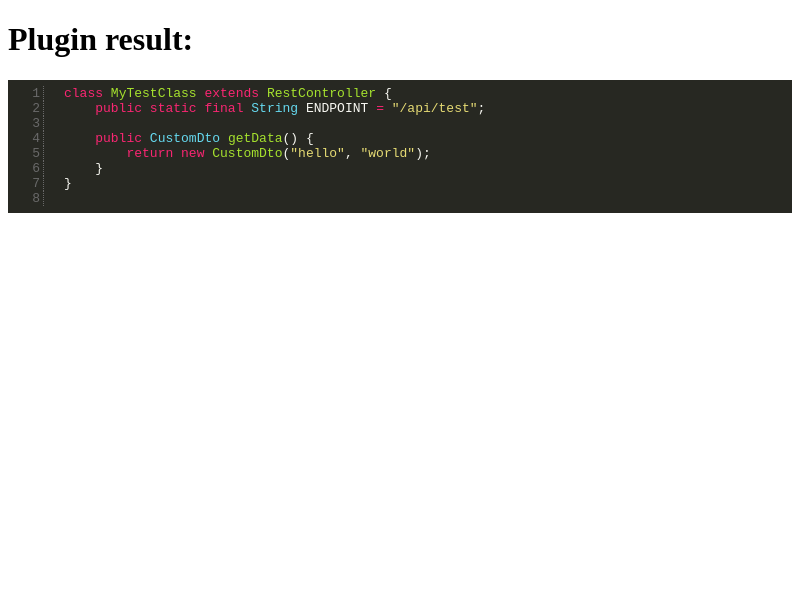 Plugin result:
1 class MyTestClass extends RestController {
2     public static final String ENDPOINT = "/api/test";
3
4     public CustomDto getData() {
5         return new CustomDto("hello", "world");
6     }
7 }
8